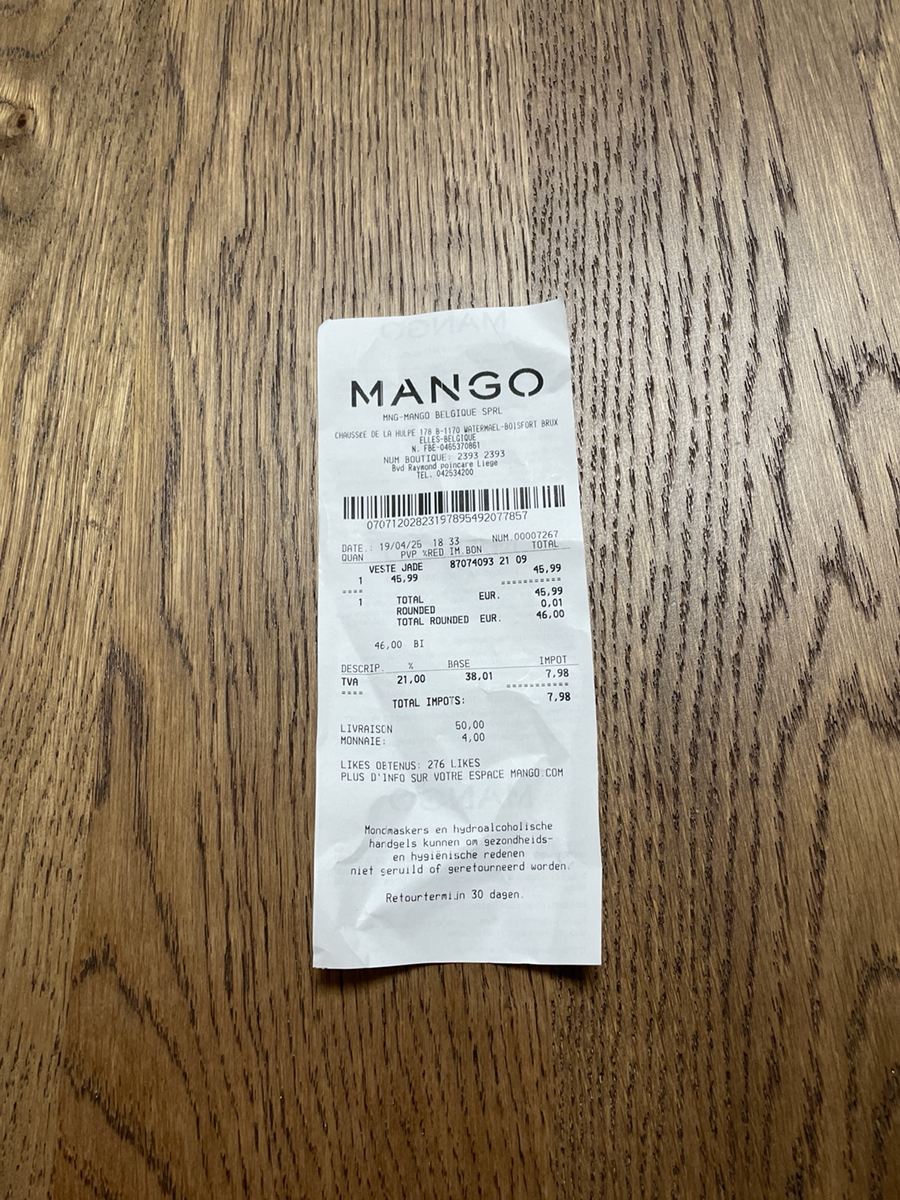 MANGO
MNG-MANGO BELGIQUE SPRL
CHAUSSéE DE LA HULPE 178 B-1170 WATERMAEL-BOISFORT BRUX
ELLES-BELGIQUE
N. FBE-0465370861
NUM BOUTIQUE: 2393 2393
Bvd Raymond poincare Liege
TEL. 042534200
07071202823197895492077857
DATE.: 19/04/25 18 33 NUM.00007267
QUAN PVP %RED IM.BON TOTAL
VESTE JADE 87074093 21 09
1 45,99 45,99
==== ===========
1 TOTAL EUR. 45,99
ROUNDED 0,01
TOTAL ROUNDED EUR. 46,00
46,00 BI
DESCRIP. % BASE IMPOT
TVA 21,00 38,01 7,98
==== ===========
TOTAL IMPOTS: 7,98
LIVRAISON 50,00
MONNAIE: 4,00
LIKES OBTENUS: 276 LIKES
PLUS D'INFO SUR VOTRE ESPACE MANGO.COM
Mondmaskers en hydroalcoholische
handgels kunnen om gezondheids-
en hygiënische redenen
niet geruild of geretourneerd worden.
Retourtermijn 30 dagen.